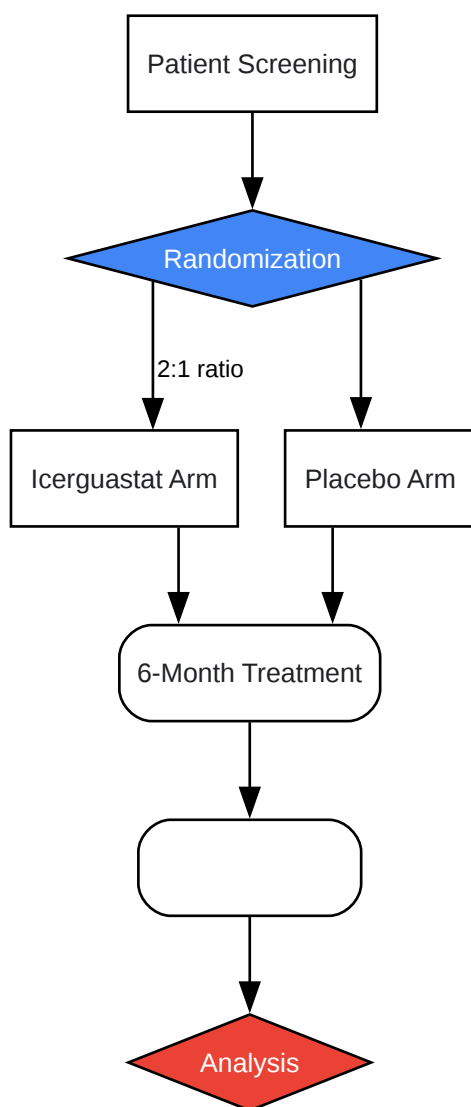 Patient Screening
Randomization
2:1 ratio
Icerguastat Arm
Placebo Arm
6-Month Treatment
Analysis